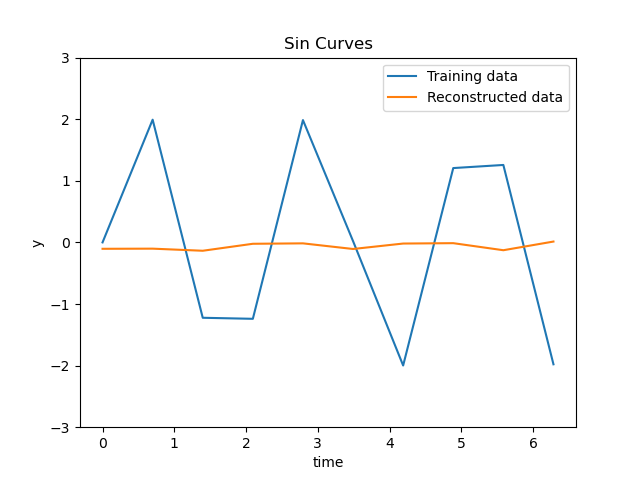 Sin Curves
Training data
Reconstructed data
3
2
1
0
−1
−2
−3
y
0 1 2 3 4 5 6
time